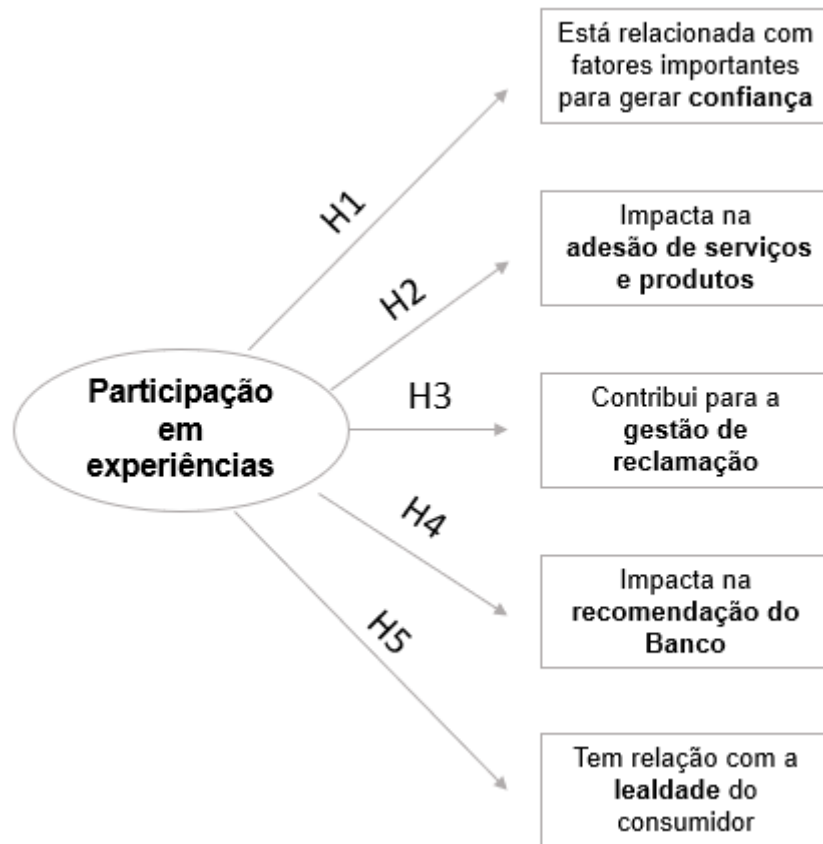 Está relacionada com
fatores importantes
para gerar confiança
H1
Impacta na
adesão de serviços
e produtos
H2
Participação
em
experiências
H3
Contribui para a
gestão de
reclamação
H4
Impacta na
recomendação do
Banco
H5
Tem relação com a
lealdade do
consumidor